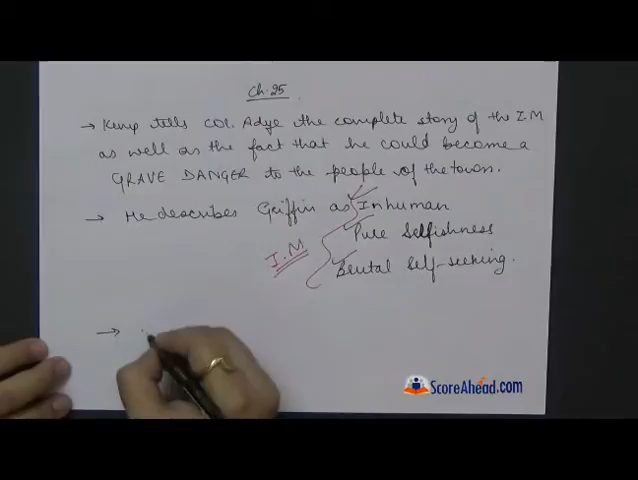 Ch. 25
→ Kemp tells COL. Adye the complete story of the I.M
as well as the fact that he could become a
GRAVE DANGER to the people of the town.
→ He describes Griffin as Inhuman
Pure Selfishness
I.M
Brutal Self-seeking.
→
ScoreAhead.com